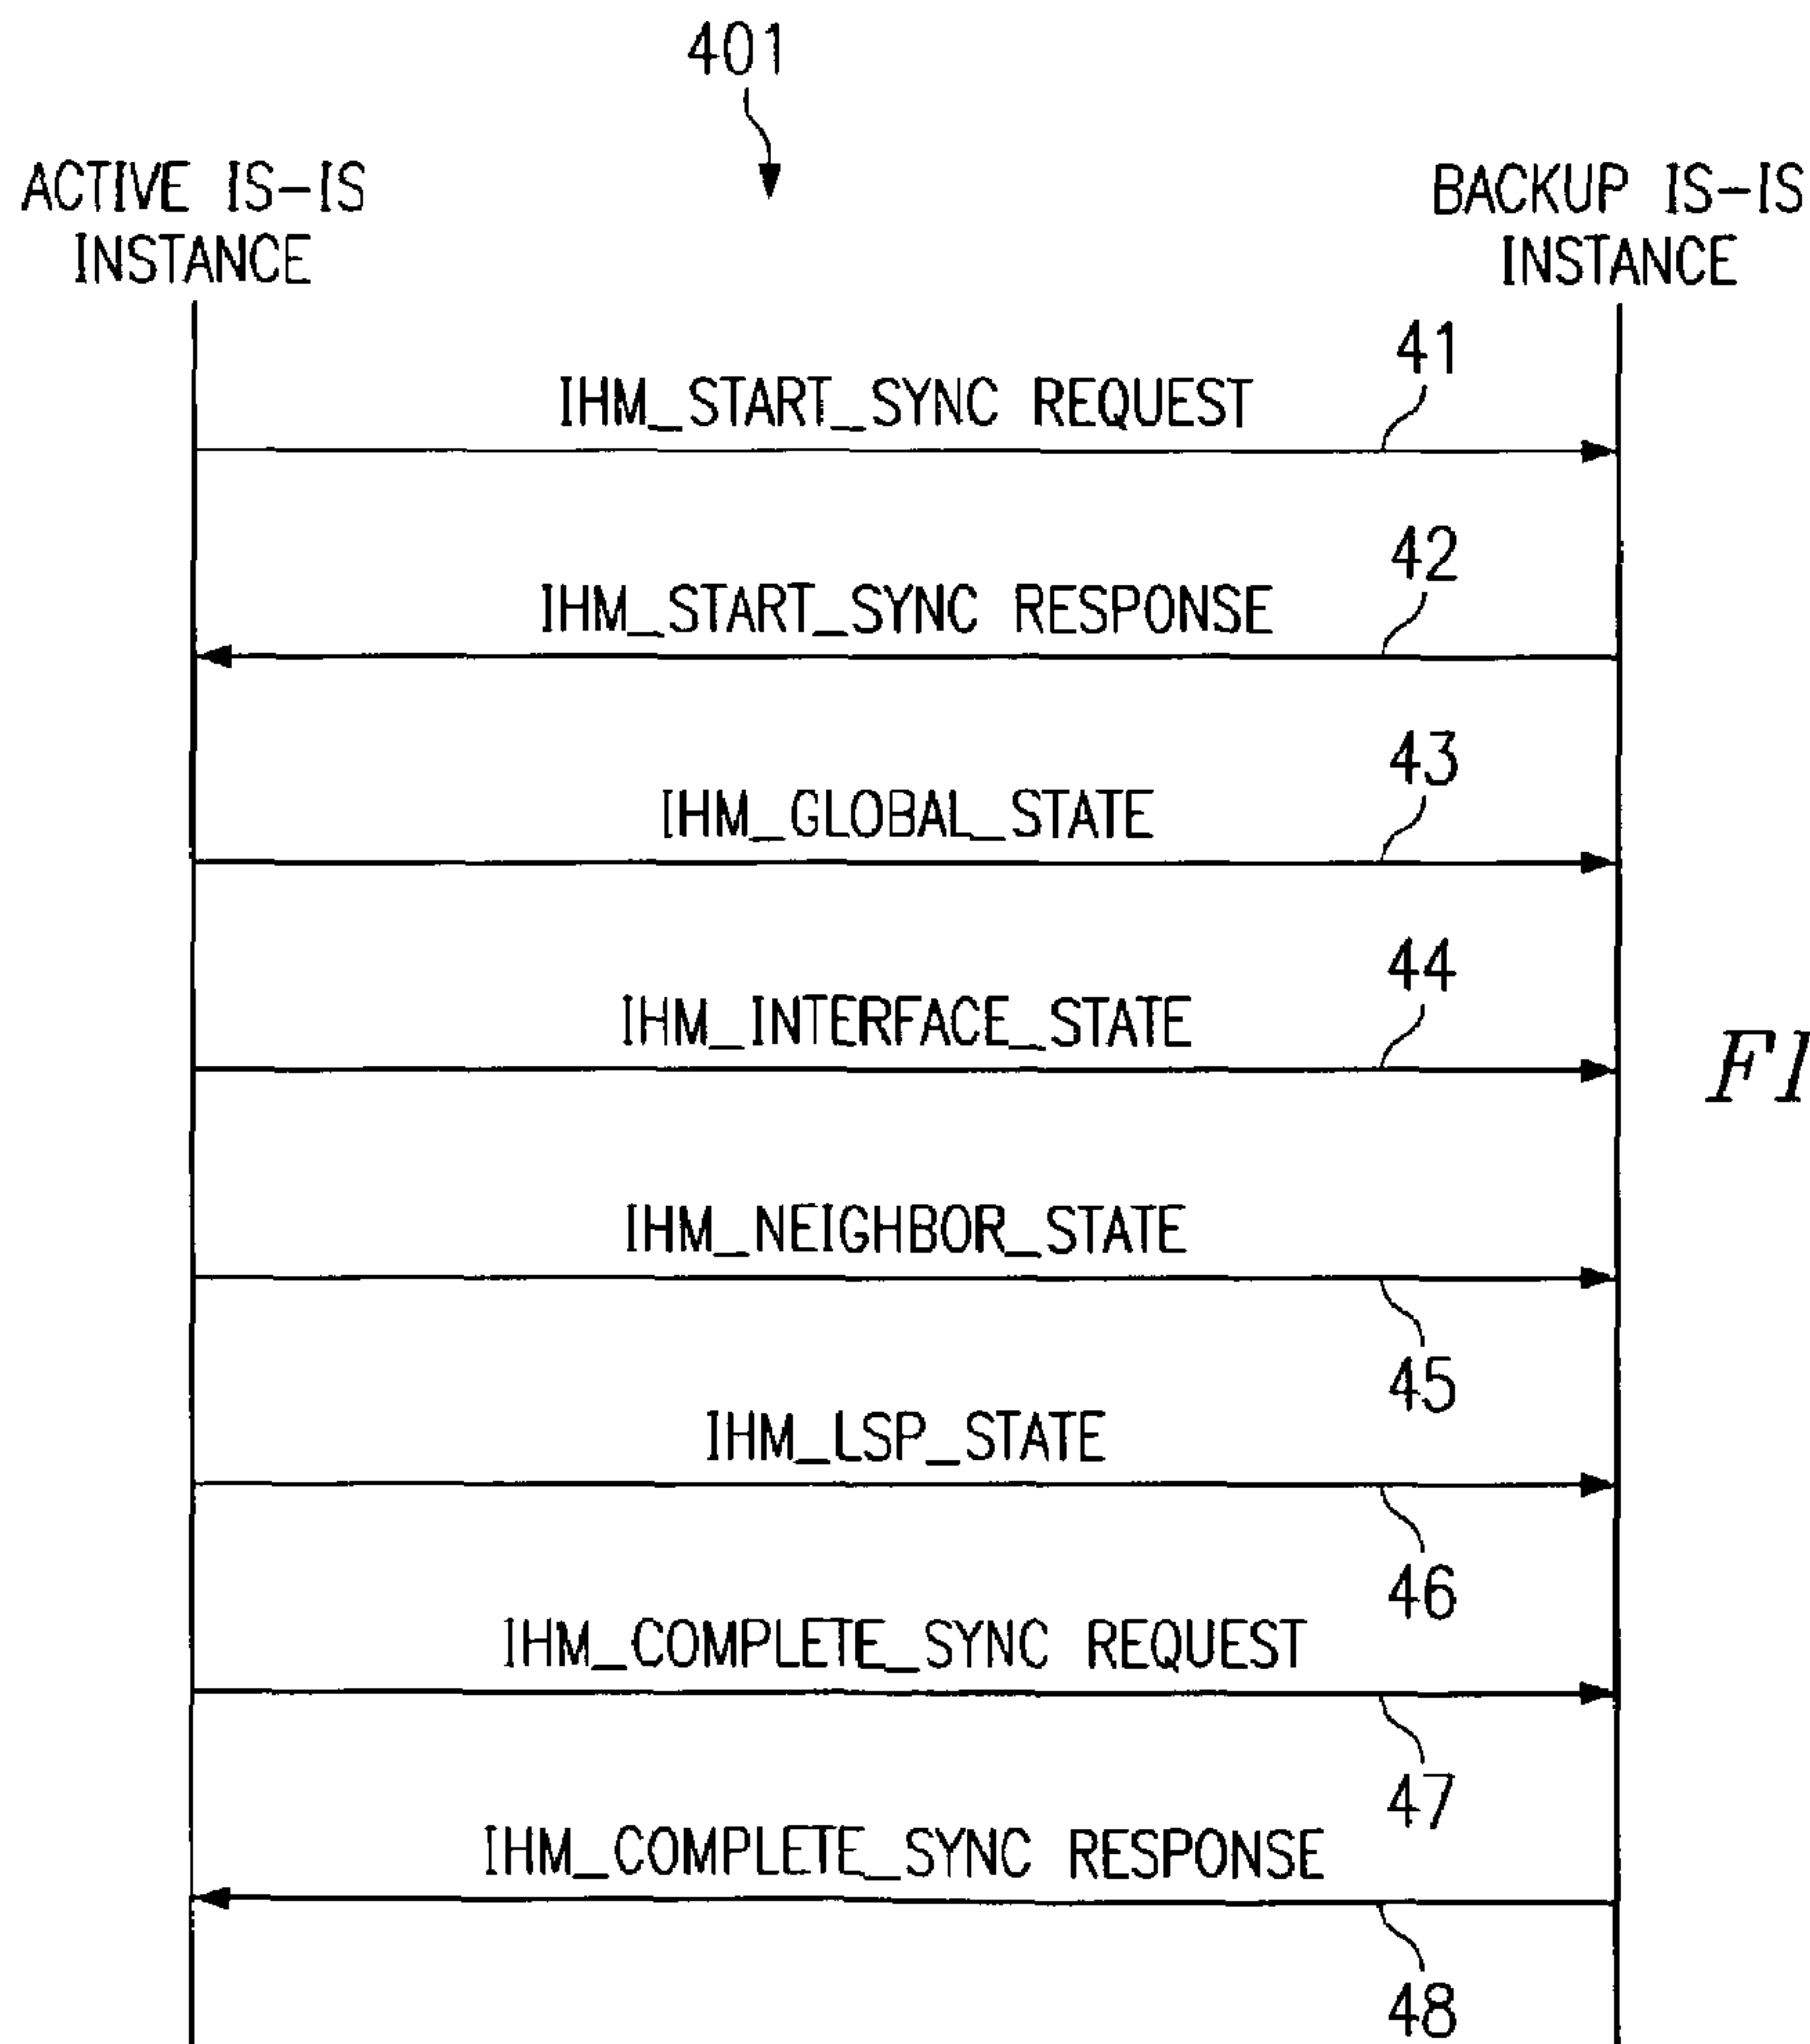 401
ACTIVE IS-IS
INSTANCE
BACKUP IS-IS
INSTANCE
41
IHM_START_SYNC REQUEST
42
IHM_START_SYNC RESPONSE
43
IHM_GLOBAL_STATE
44
IHM_INTERFACE_STATE
IHM_NEIGHBOR_STATE
45
IHM_LSP_STATE
46
IHM_COMPLETE_SYNC REQUEST
47
IHM_COMPLETE_SYNC RESPONSE
48